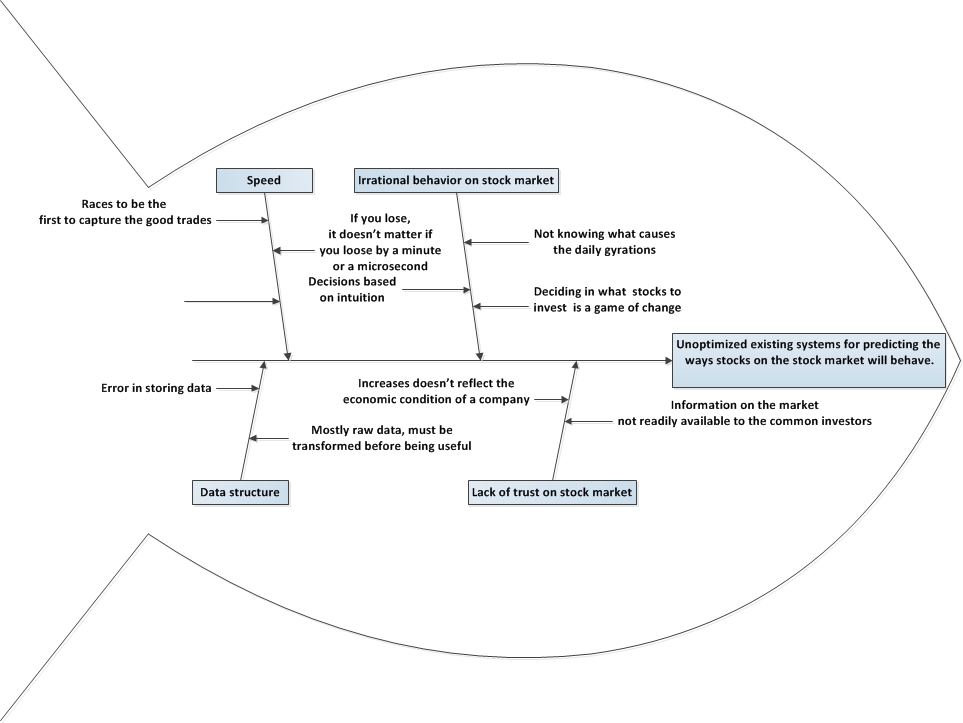 Speed
Irrational behavior on stock market
Races to be the
first to capture the good trades
If you lose,
it doesn't matter if
you loose by a minute
or a microsecond
Decisions based
on intuition
Not knowing what causes
the daily gyrations
Deciding in what stocks to
invest is a game of change
Unoptimized existing systems for predicting the
ways stocks on the stock market will behave.
Error in storing data
Mostly raw data, must be
transformed before being useful
Increases doesn't reflect the
economic condition of a company
Information on the market
not readily available to the common investors
Data structure
Lack of trust on stock market